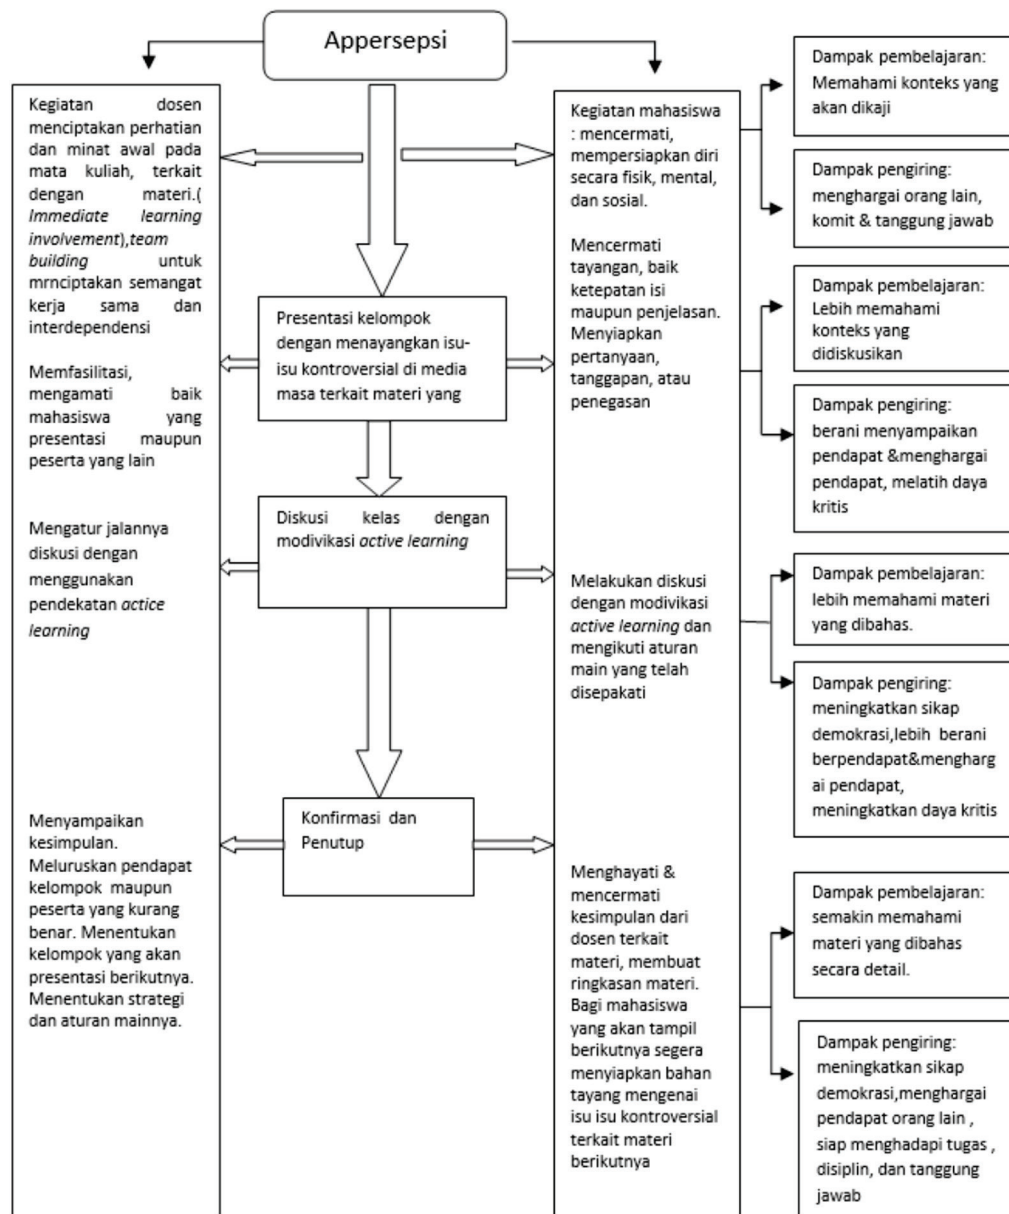 Appersepsi
Kegiatan dosen
menciptakan perhatian
dan minat awal pada
mata kuliah, terkait
dengan materi.(
Immediate learning
involvement),team
building untuk
mrnciptakan semangat
kerja sama dan
interdependensi
Memfasilitasi,
mengamati baik
mahasiswa yang
presentasi maupun
peserta yang lain
Mengatur jalannya
diskusi dengan
menggunakan
pendekatan actice
learning
Menyampaikan
kesimpulan.
Meluruskan pendapat
kelompok maupun
peserta yang kurang
benar. Menentukan
kelompok yang akan
presentasi berikutnya.
Menentukan strategi
dan aturan mainnya.
Presentasi kelompok
dengan menayangkan isu-
isu kontroversial di media
masa terkait materi yang
Diskusi kelas dengan
modivikasi active learning
Konfirmasi dan
Penutup
Kegiatan mahasiswa
: mencermati,
mempersiapkan diri
secara fisik, mental,
dan sosial.
Mencermati
tayangan, baik
ketepatan isi
maupun penjelasan.
Menyiapkan
pertanyaan,
tanggapan, atau
penegasan
Melakukan diskusi
dengan modivikasi
active learning dan
mengikuti aturan
main yang telah
disepakati
Menghayati &
mencermati
kesimpulan dari
dosen terkait
materi, membuat
ringkasan materi.
Bagi mahasiswa
yang akan tampil
berikutnya segera
menyiapkan bahan
tayang mengenai
isu isu kontroversial
terkait materi
berikutnya
Dampak pembelajaran:
Memahami konteks yang
akan dikaji
Dampak pengiring:
menghargai orang lain,
komit & tanggung jawab
Dampak pembelajaran:
Lebih memahami
konteks yang
didiskusikan
Dampak pengiring:
berani menyampaikan
pendapat &menghargai
pendapat, melatih daya
kritis
Dampak pembelajaran:
lebih memahami materi
yang dibahas.
Dampak pengiring:
meningkatkan sikap
demokrasi,lebih berani
berpendapat&mengharg
ai pendapat,
meningkatkan daya kritis
Dampak pembelajaran:
semakin memahami
materi yang dibahas
secara detail.
Dampak pengiring:
meningkatkan sikap
demokrasi,menghargai
pendapat orang lain ,
siap menghadapi tugas ,
disiplin, dan tanggung
jawab